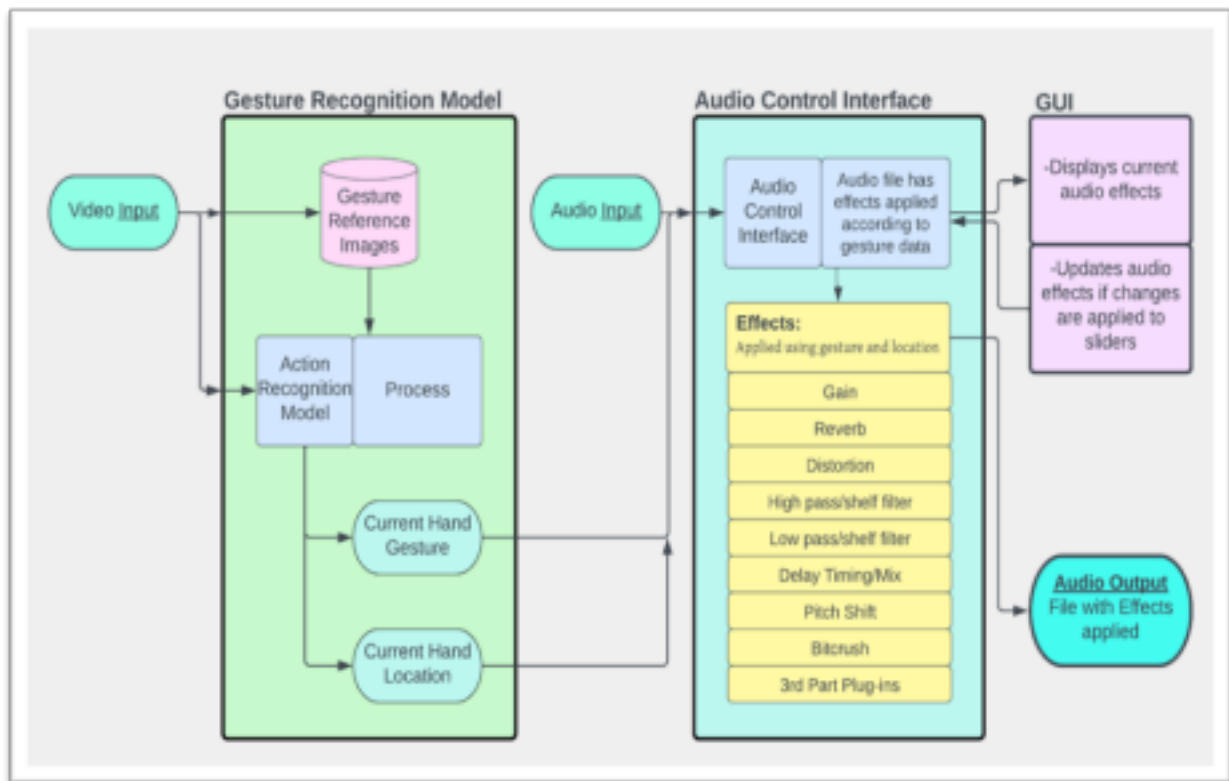 Gesture Recognition Model
Video Input
Gesture
Reference
Images
Action
Recognition
Model
Process
Current Hand
Gesture
Current Hand
Location
Audio Input
Audio Control Interface
Audio
Control
Interface
Audio file has
effects applied
according to
gesture data
Effects:
Applied using gesture and location
Gain
Reverb
Distortion
High pass/shelf filter
Low pass/shelf filter
Delay Timing/Mix
Pitch Shift
Bitcrush
3rd Part Plug-ins
GUI
-Displays current
audio effects
-Updates audio
effects if changes
are applied to
sliders
Audio Output
File with Effects
applied